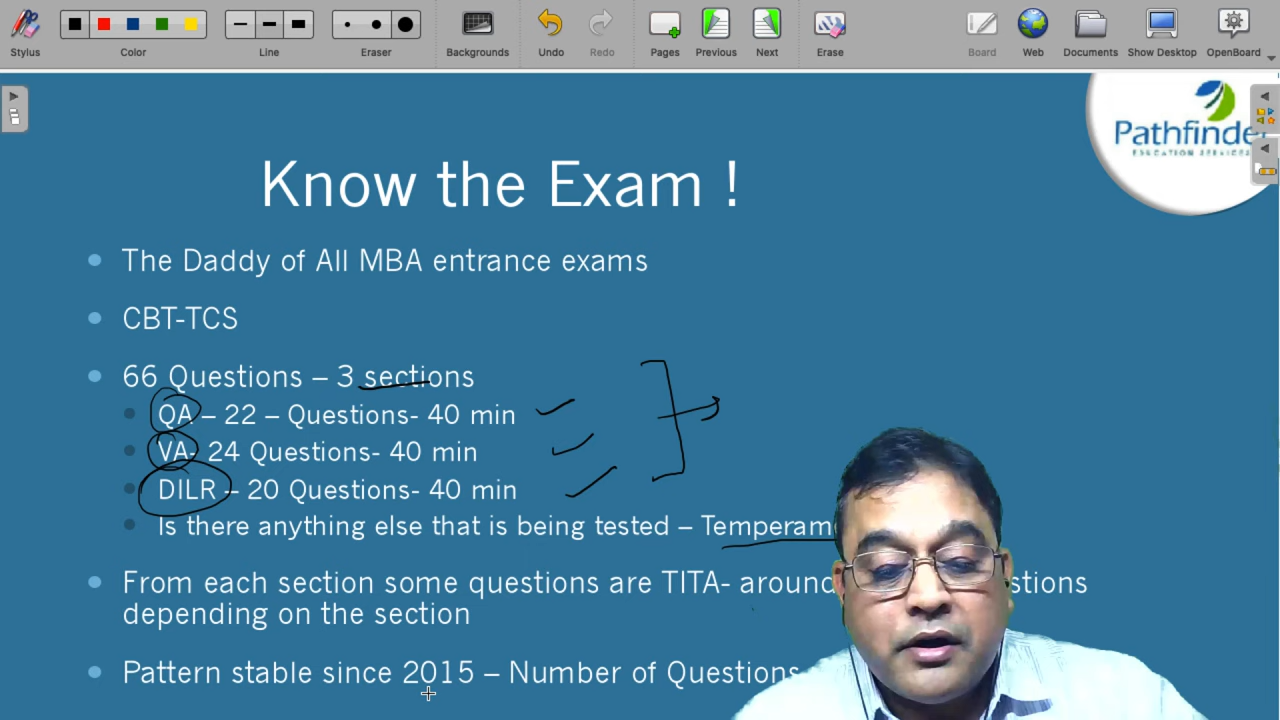 Stylus
Color
Line
Eraser
Backgrounds
Undo
Redo
Pages
Previous
Next
Erase
Board
Web
Documents
Show Desktop
OpenBoard
Pathfinde
EDUCATION SERVICES
Know the Exam !
The Daddy of All MBA entrance exams
CBT-TCS
66 Questions – 3 sections
QA – 22 – Questions- 40 min
VA- 24 Questions- 40 min
DILR – 20 Questions- 40 min
Is there anything else that is being tested – Temperam
From each section some questions are TITA- around stions
depending on the section
Pattern stable since 2015 – Number of Questions